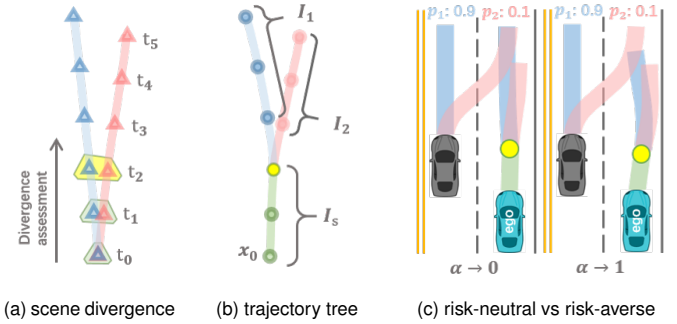 t₅
t₄
t₃
t₂
t₁
t₀
Divergence
assessment
(a) scene divergence
I₁
I₂
Iₛ
x₀
(b) trajectory tree
p₁: 0.9 p₂: 0.1
p₁: 0.9 p₂: 0.1
ego
ego
α → 0
α → 1
(c) risk-neutral vs risk-averse